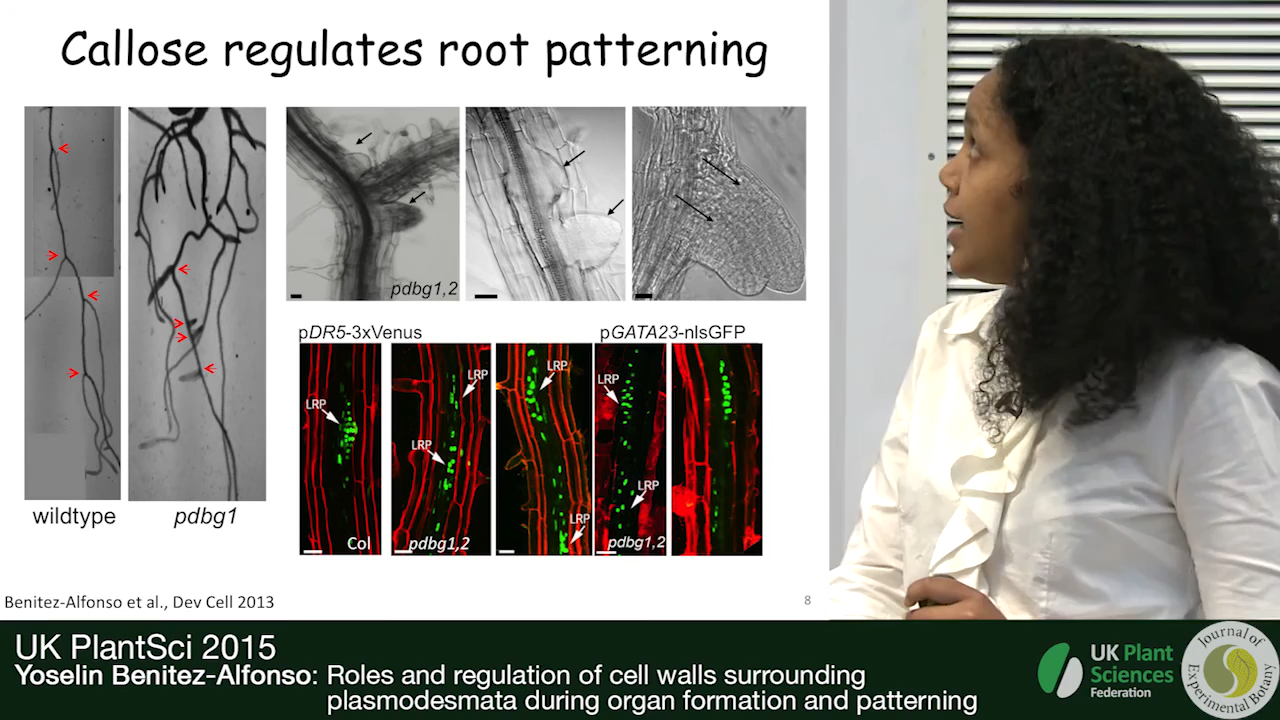 Callose regulates root patterning
wildtype
pdbg1
pdbg1,2
pDR5-3xVenus
pGATA23-nlsGFP
LRP
Col
LRP
LRP
pdbg1,2
LRP
LRP
LRP
LRP
pdbg1,2
Benitez-Alfonso et al., Dev Cell 2013
8
UK PlantSci 2015
Yoselin Benitez-Alfonso: Roles and regulation of cell walls surrounding
plasmodesmata during organ formation and patterning
UK Plant
Sciences
Federation
Journal of
Experimental Botany